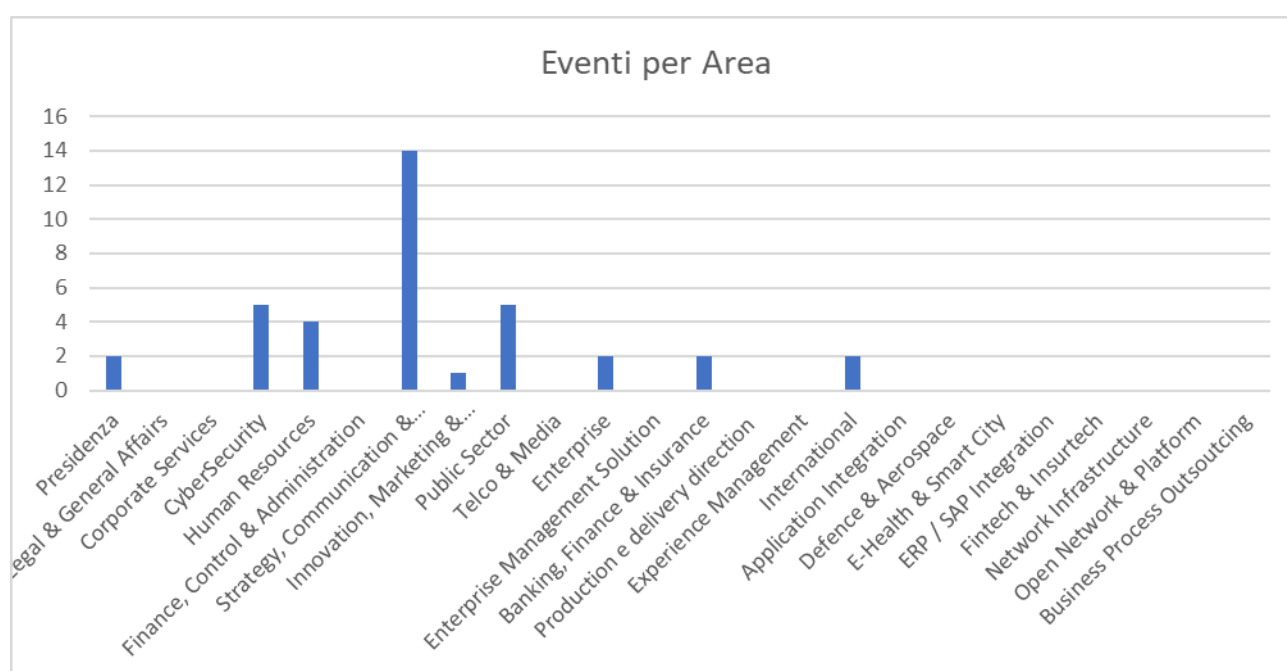 Eventi per Area
16
14
12
10
8
6
4
2
0
Presidenza
Legal & General Affairs
Corporate Services
CyberSecurity
Human Resources
Finance, Control & Administration
Strategy, Communication &...
Innovation, Marketing &...
Public Sector
Telco & Media
Enterprise
Enterprise Management Solution
Banking, Finance & Insurance
Production e delivery direction
Experience Management
International
Application Integration
Defence & Aerospace
E-Health & Smart City
ERP / SAP Integration
Fintech & Insurtech
Network Infrastructure
Open Network & Platform
Business Process Outsoutcing